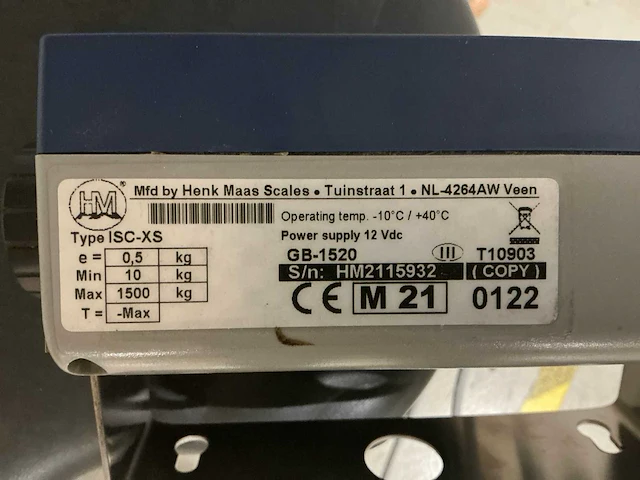 HM ®
Mfd by Henk Maas Scales • Tuinstraat 1 • NL-4264AW Veen
Operating temp. -10°C / +40°C
Type ISC-XS
Power supply 12 Vdc
e = 0,5 kg
Min 10 kg
Max 1500 kg
T = -Max
GB-1520 III T10903
S/n: HM2115932 (COPY)
CE M 21 0122